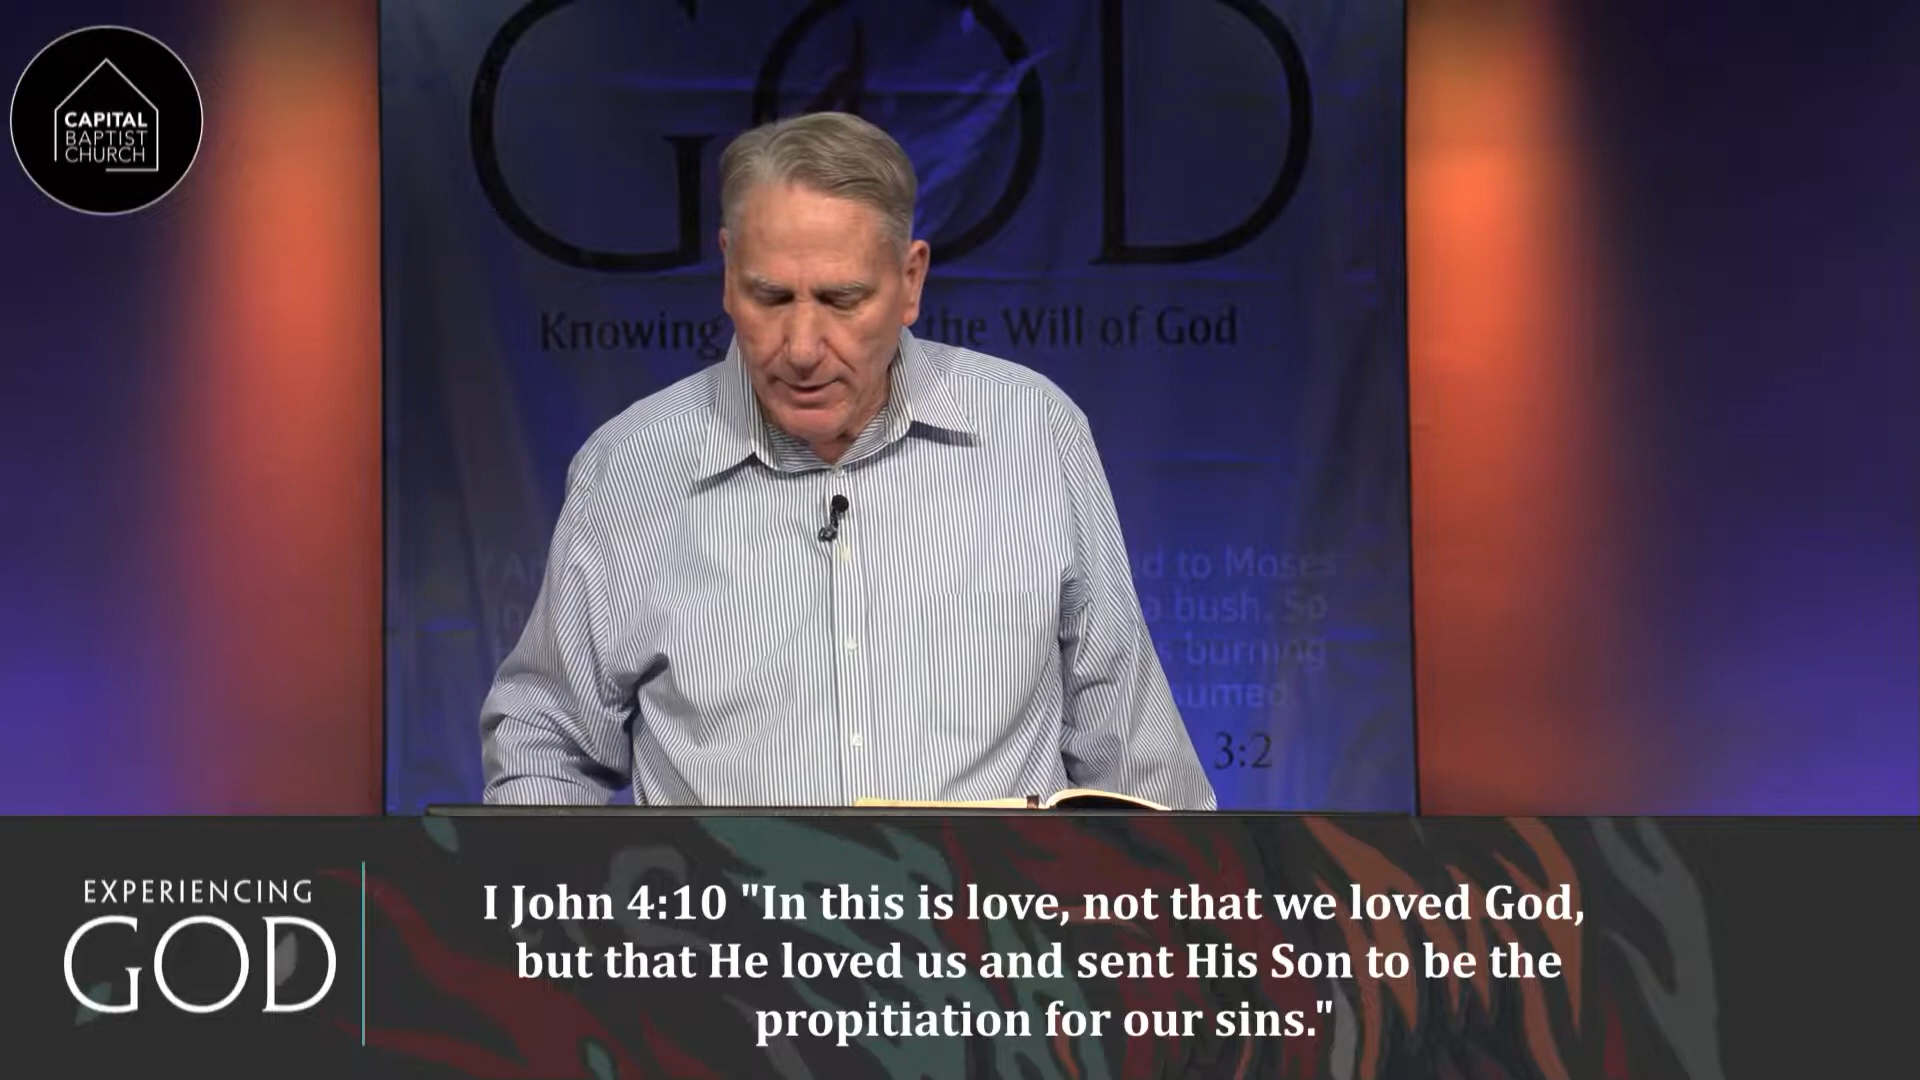 CAPITAL
BAPTIST
CHURCH
GOD
Knowing the Will of God
ed to Moses
a bush. So
burning
3:2
EXPERIENCING
GOD
I John 4:10 "In this is love, not that we loved God,
but that He loved us and sent His Son to be the
propitiation for our sins."